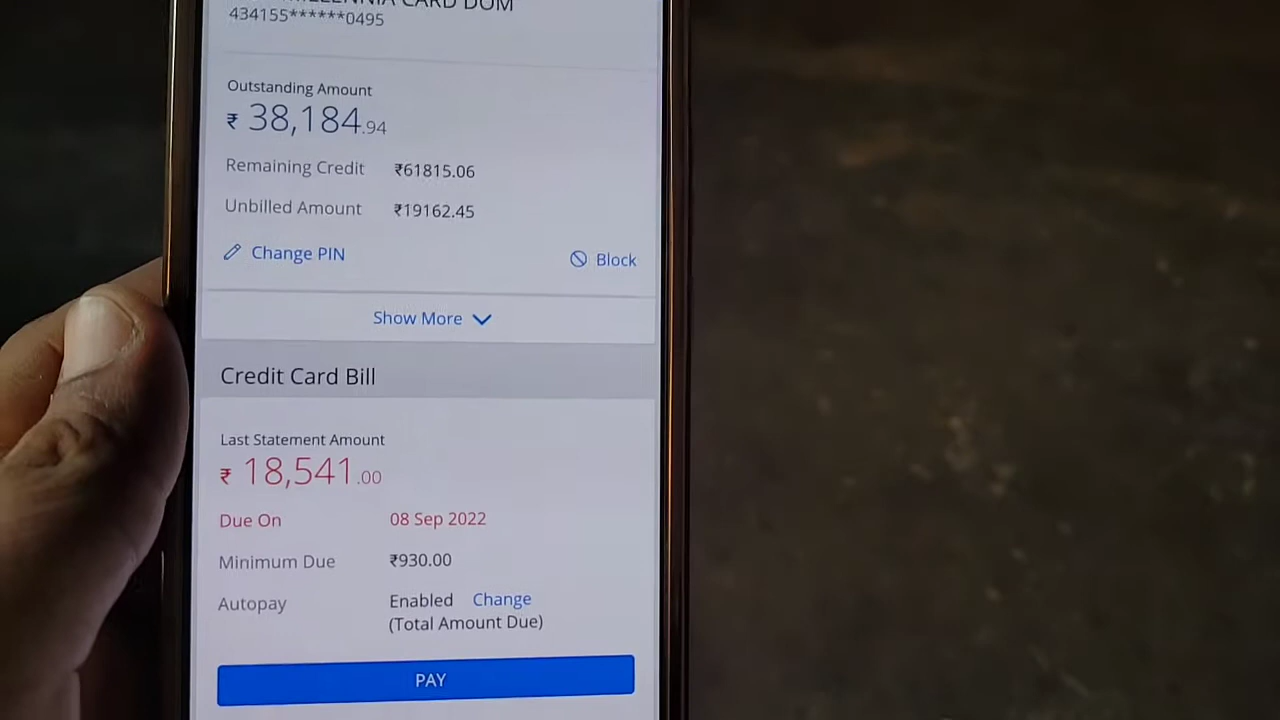 CARD DOM
434155******0495
Outstanding Amount
₹ 38,184.94
Remaining Credit ₹61815.06
Unbilled Amount ₹19162.45
Change PIN Block
Show More
Credit Card Bill
Last Statement Amount
₹ 18,541.00
Due On 08 Sep 2022
Minimum Due ₹930.00
Autopay Enabled Change
(Total Amount Due)
PAY